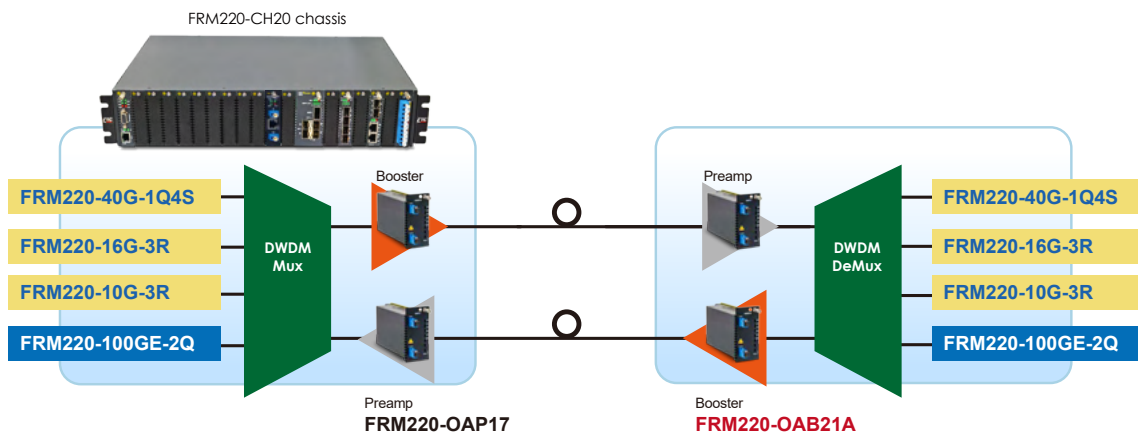 FRM220-CH20 chassis
Booster
Preamp
FRM220-40G-1Q4S
FRM220-16G-3R
FRM220-10G-3R
FRM220-100GE-2Q
DWDM
Mux
DWDM
DeMux
FRM220-40G-1Q4S
FRM220-16G-3R
FRM220-10G-3R
FRM220-100GE-2Q
Preamp
FRM220-OAP17
Booster
FRM220-OAB21A